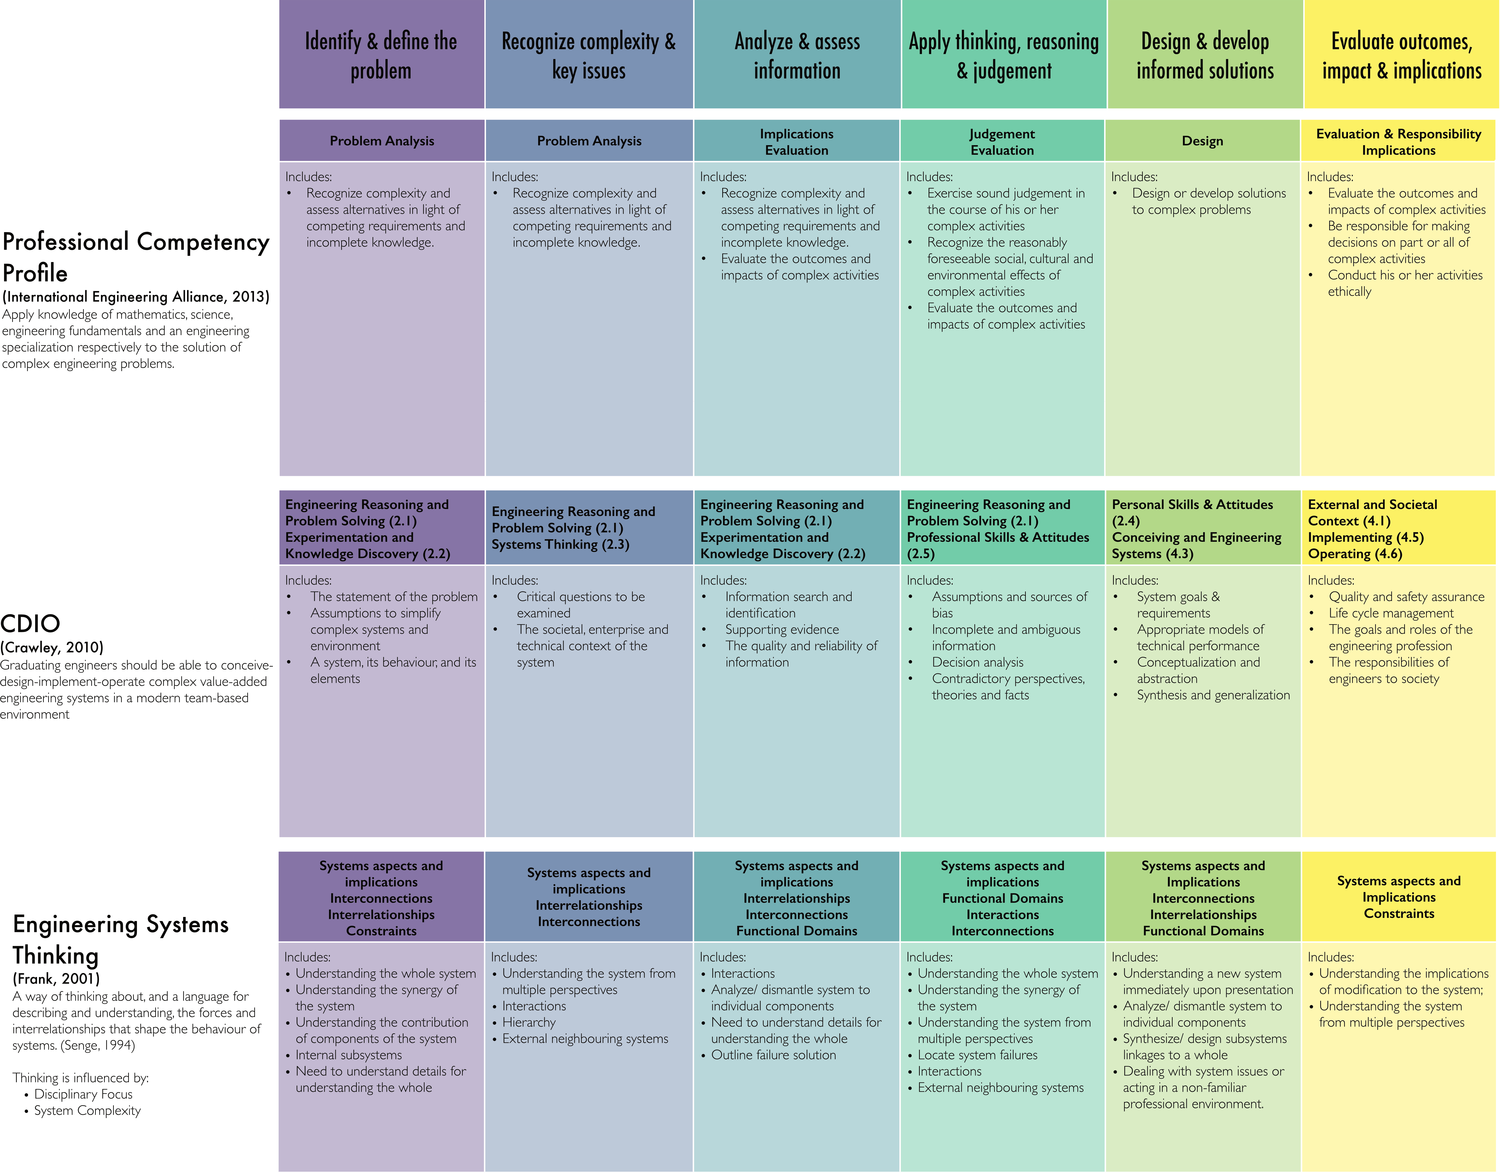 Identify & define the
problem
Recognize complexity &
key issues
Analyze & assess
information
Apply thinking, reasoning
& judgement
Design & develop
informed solutions
Evaluate outcomes,
impact & implications
Professional Competency
Profile
(International Engineering Alliance, 2013)
Apply knowledge of mathematics, science,
engineering fundamentals and an engineering
specialization respectively to the solution of
complex engineering problems.
Problem Analysis
Includes:
• Recognize complexity and
assess alternatives in light of
competing requirements and
incomplete knowledge.
Problem Analysis
Includes:
• Recognize complexity and
assess alternatives in light of
competing requirements and
incomplete knowledge.
Implications
Evaluation
Includes:
• Recognize complexity and
assess alternatives in light of
competing requirements and
incomplete knowledge.
• Evaluate the outcomes and
impacts of complex activities
Judgement
Evaluation
Includes:
• Exercise sound judgement in
the course of his or her
complex activities
• Recognize the reasonably
foreseeable social, cultural and
environmental effects of
complex activities
• Evaluate the outcomes and
impacts of complex activities
Design
Includes:
• Design or develop solutions
to complex problems
Evaluation & Responsibility
Implications
Includes:
• Evaluate the outcomes and
impacts of complex activities
• Be responsible for making
decisions on part or all of
complex activities
• Conduct his or her activities
ethically
CDIO
(Crawley, 2010)
Graduating engineers should be able to conceive-
design-implement-operate complex value-added
engineering systems in a modern team-based
environment
Engineering Reasoning and
Problem Solving (2.1)
Experimentation and
Knowledge Discovery (2.2)
Includes:
• The statement of the problem
• Assumptions to simplify
complex systems and
environment
• A system, its behaviour, and its
elements
Engineering Reasoning and
Problem Solving (2.1)
Systems Thinking (2.3)
Includes:
• Critical questions to be
examined
• The societal, enterprise and
technical context of the
system
Engineering Reasoning and
Problem Solving (2.1)
Experimentation and
Knowledge Discovery (2.2)
Includes:
• Information search and
identification
• Supporting evidence
• The quality and reliability of
information
Engineering Reasoning and
Problem Solving (2.1)
Professional Skills & Attitudes
(2.5)
Includes:
• Assumptions and sources of
bias
• Incomplete and ambiguous
information
• Decision analysis
• Contradictory perspectives,
theories and facts
Personal Skills & Attitudes
(2.4)
Conceiving and Engineering
Systems (4.3)
Includes:
• System goals &
requirements
• Appropriate models of
technical performance
• Conceptualization and
abstraction
• Synthesis and generalization
External and Societal
Context (4.1)
Implementing (4.5)
Operating (4.6)
Includes:
• Quality and safety assurance
• Life cycle management
• The goals and roles of the
engineering profession
• The responsibilities of
engineers to society
Engineering Systems
Thinking
(Frank, 2001)
A way of thinking about, and a language for
describing and understanding, the forces and
interrelationships that shape the behaviour of
systems. (Senge, 1994)
Thinking is influenced by:
• Disciplinary Focus
• System Complexity
Systems aspects and
implications
Interconnections
Interrelationships
Constraints
Includes:
• Understanding the whole system
• Understanding the synergy of
the system
• Understanding the contribution
of components of the system
• Internal subsystems
• Need to understand details for
understanding the whole
Systems aspects and
implications
Interrelationships
Interconnections
Includes:
• Understanding the system from
multiple perspectives
• Interactions
• Hierarchy
• External neighbouring systems
Systems aspects and
implications
Interrelationships
Interconnections
Functional Domains
Includes:
• Interactions
• Analyze/ dismantle system to
individual components
• Need to understand details for
understanding the whole
• Outline failure solution
Systems aspects and
implications
Functional Domains
Interactions
Interconnections
Includes:
• Understanding the whole system
• Understanding the synergy of
the system
• Understanding the system from
multiple perspectives
• Locate system failures
• Interactions
• External neighbouring systems
Systems aspects and
Implications
Interconnections
Interrelationships
Functional Domains
Includes:
• Understanding a new system
immediately upon presentation
• Analyze/ dismantle system to
individual components
• Synthesize/ design subsystems
linkages to a whole
• Dealing with system issues or
acting in a non-familiar
professional environment.
Systems aspects and
Implications
Constraints
Includes:
• Understanding the implications
of modification to the system;
• Understanding the system
from multiple perspectives